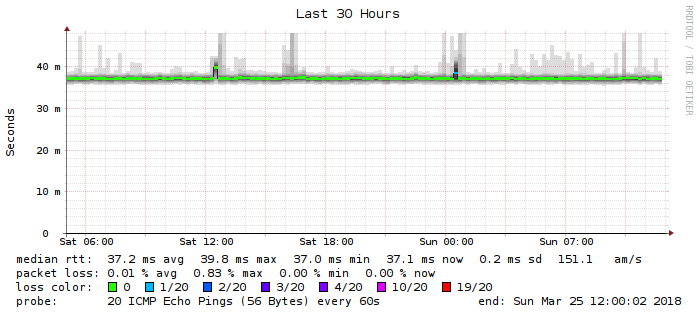 Last 30 Hours
RRDTOOL / TOBI OETIKER
Seconds
40 m
30 m
20 m
10 m
0
Sat 06:00 Sat 12:00 Sat 18:00 Sun 00:00 Sun 07:00
median rtt: 37.2 ms avg 39.8 ms max 37.0 ms min 37.1 ms now 0.2 ms sd 151.1 am/s
packet loss: 0.01 % avg 0.83 % max 0.00 % min 0.00 % now
loss color: 0 1/20 2/20 3/20 4/20 10/20 19/20
probe: 20 ICMP Echo Pings (56 Bytes) every 60s end: Sun Mar 25 12:00:02 2018